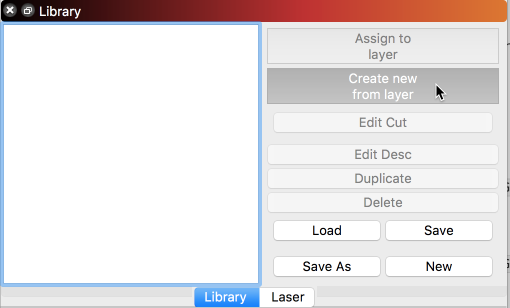 Library
Assign to
layer
Create new
from layer
Edit Cut
Edit Desc
Duplicate
Delete
Load Save
Save As New
Library Laser